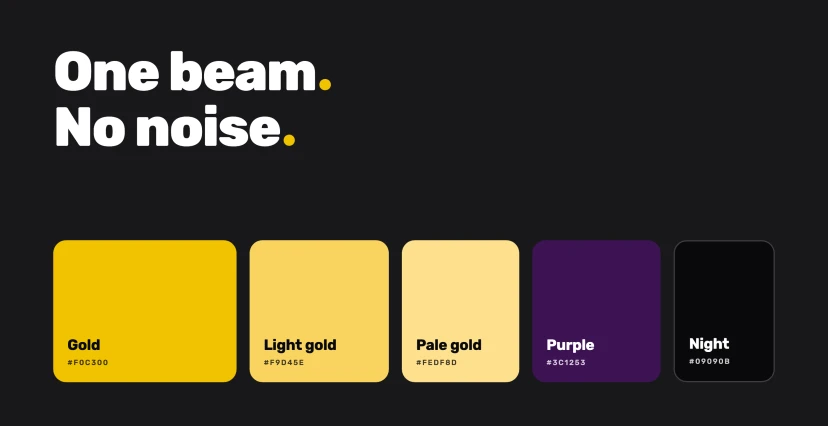 One beam.
No noise.
Gold
#F0C300
Light gold
#F9D45E
Pale gold
#FEDF8D
Purple
#3C1253
Night
#09090B